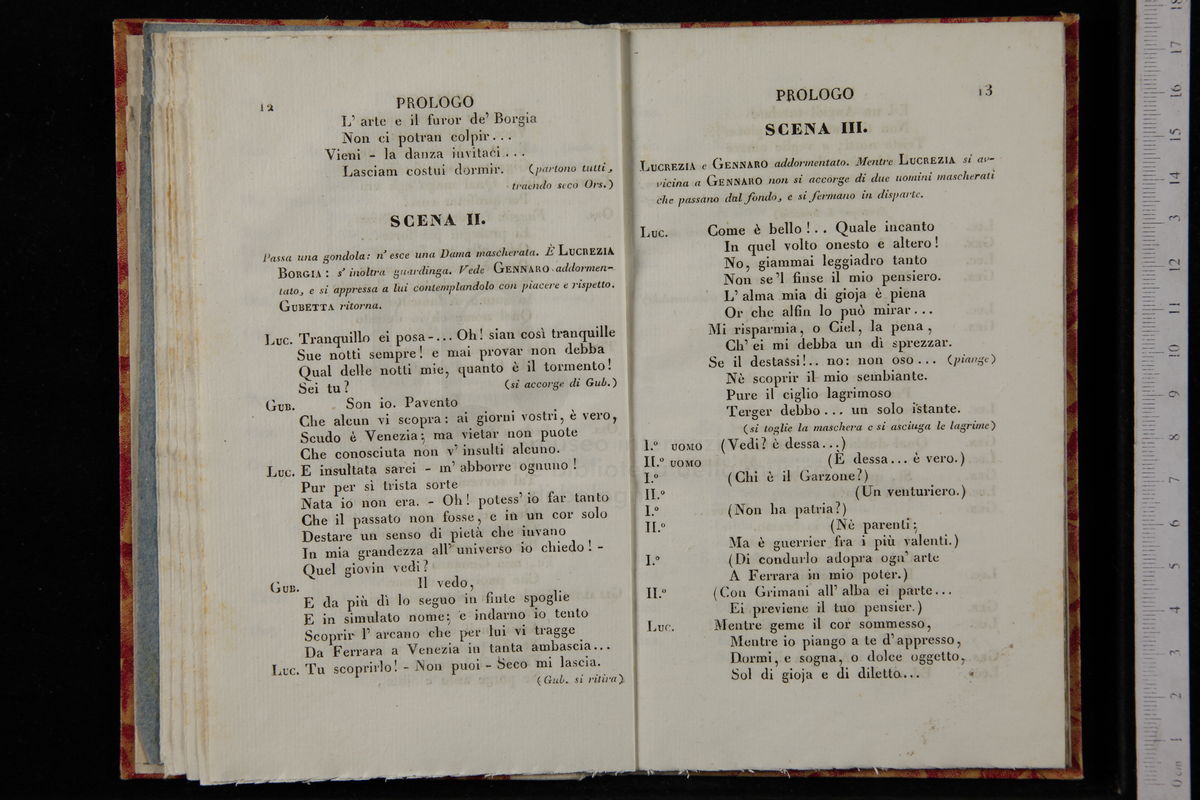 12 PROLOGO
L' arte e il furor de' Borgia
Non ci potran colpir...
Vieni - la danza invitaci...
Lasciam costui dormir. (partono tutti,
traendo seco Ors.)
SCENA II.
Passa una gondola: n' esce una Dama mascherata. È LUCREZIA
BORGIA: s' inoltra guardinga. Vede GENNARO addormen-
tato, e si appressa a lui contemplandolo con piacere e rispetto.
GUBETTA ritorna.
LUC. Tranquillo ei posa -... Oh! sian così tranquille
Sue notti sempre! e mai provar non debba
Qual delle notti mie, quanto è il tormento!
Sei tu? (si accorge di Gub.)
GUB. Son io. Pavento
Che alcun vi scopra: ai giorni vostri, è vero,
Scudo è Venezia; ma vietar non puote
Che conosciuta non v' insulti alcuno.
LUC. E insultata sarei - m' abborre ognuno!
Pur per sì trista sorte
Nata io non era. - Oh! potess' io far tanto
Che il passato non fosse, e in un cor solo
Destare un senso di pietà che invano
In mia grandezza all' universo io chiedo! -
Quel giovin vedi?
GUB. Il vedo,
E da più dì lo seguo in finte spoglie
E in simulato nome; e indarno io tento
Scoprir l' arcano che per lui vi tragge
Da Ferrara a Venezia in tanta ambascia...
LUC. Tu scoprirlo! - Non puoi - Seco mi lascia.
(Gub. si ritira)
PROLOGO 13
SCENA III.
LUCREZIA e GENNARO addormentato. Mentre LUCREZIA si av-
vicina a GENNARO non si accorge di due uomini mascherati
che passano dal fondo, e si fermano in disparte.
LUC. Come è bello!.. Quale incanto
In quel volto onesto e altero!
No, giammai leggiadro tanto
Non se 'l finse il mio pensiero.
L' alma mia di gioja è piena
Or che alfin lo può mirar...
Mi risparmia, o Ciel, la pena,
Ch' ei mi debba un dì sprezzar.
Se il destassi!.. no: non oso... (piange)
Nè scoprir il mio sembiante.
Pure il ciglio lagrimoso
Terger debbo... un solo istante.
(si toglie la maschera e si asciuga le lagrime)
I.º UOMO (Vedi? è dessa...)
II.º UOMO (È dessa... è vero.)
I.º (Chi è il Garzone?)
II.º (Un venturiero.)
I.º (Non ha patria?)
II.º (Nè parenti;
Ma è guerrier fra i più valenti.)
I.º (Di condurlo adopra ogn' arte
A Ferrara in mio poter.)
II.º (Con Grimani all' alba ei parte...
Ei previene il tuo pensier.)
LUC. Mentre geme il cor sommesso,
Mentre io piango a te d' appresso,
Dormi, e sogna, o dolce oggetto,
Sol di gioja e di diletto...